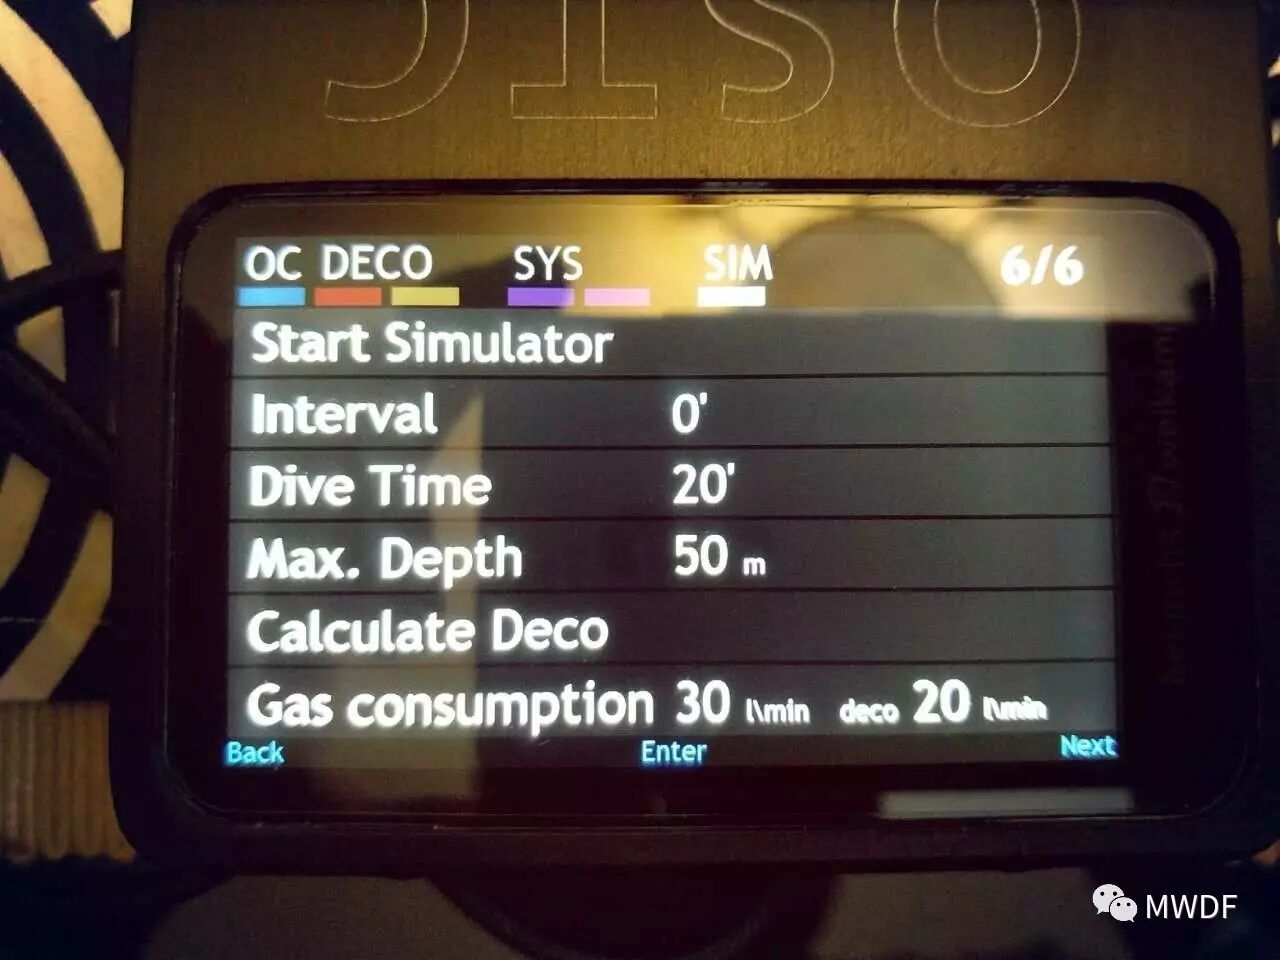 OSTC
OC DECO SYS SIM 6/6
Start Simulator
Interval 0'
Dive Time 20'
Max. Depth 50 m
Calculate Deco
Gas consumption 30 l\min deco 20 l\min
Back Enter Next
MWDF